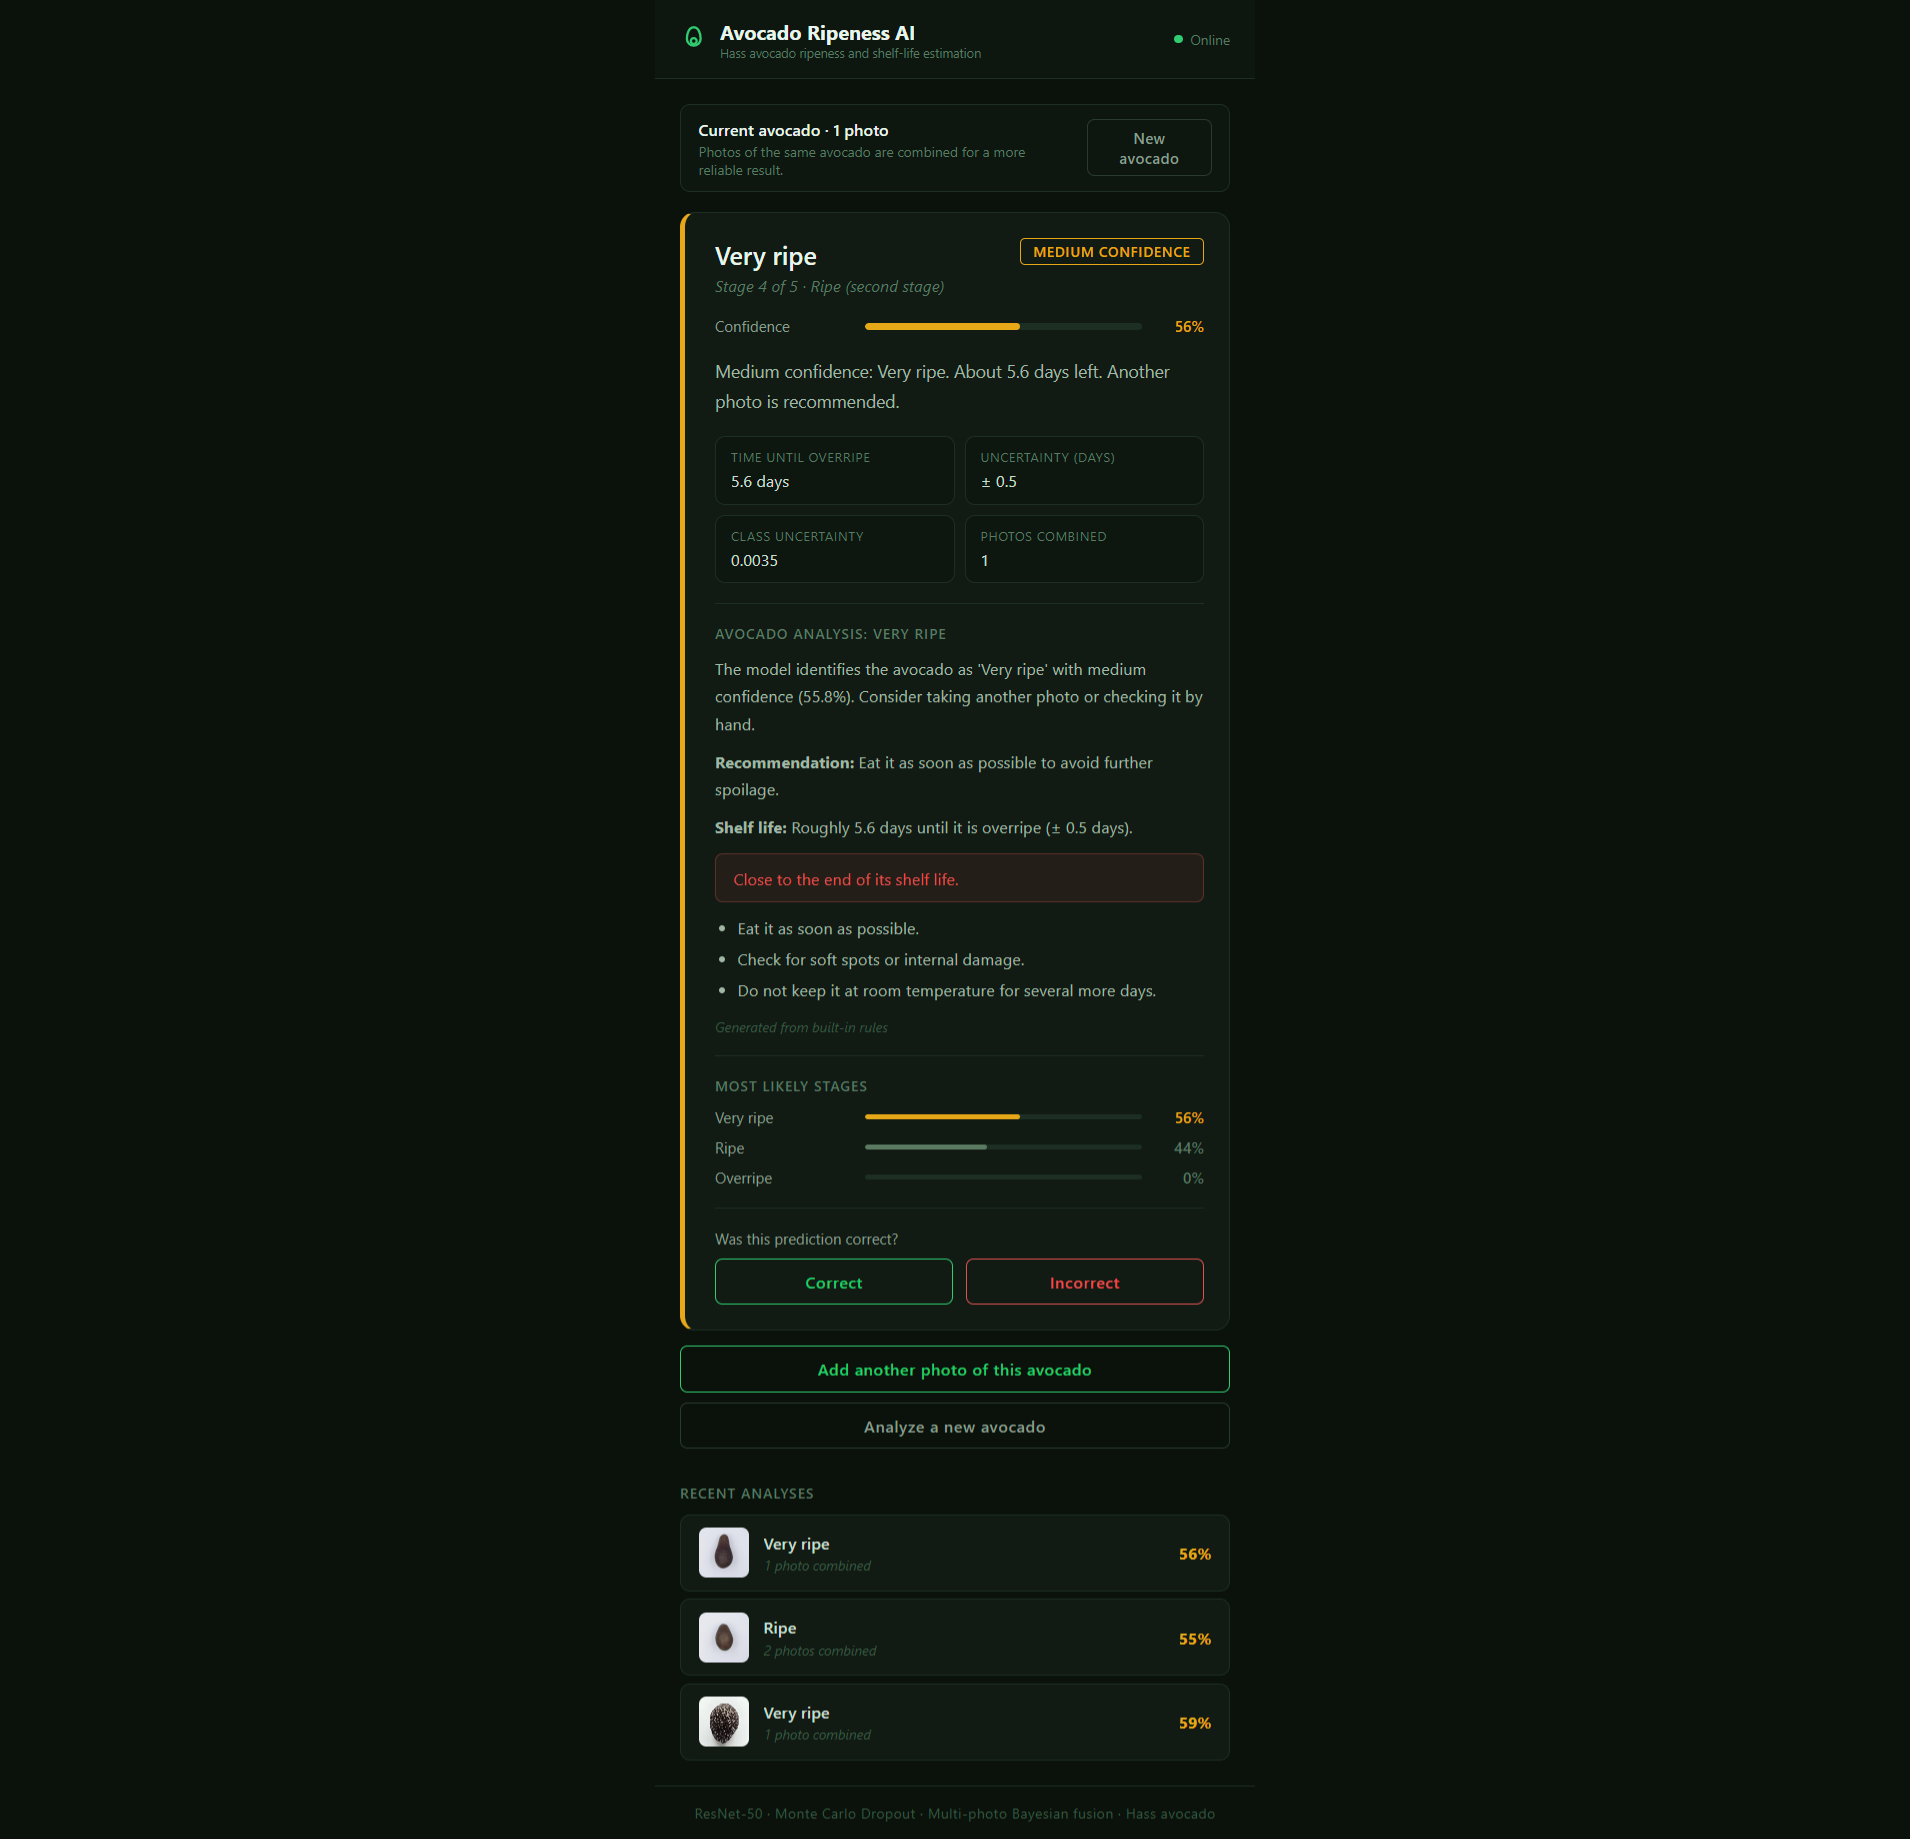 Avocado Ripeness AI
Hass avocado ripeness and shelf-life estimation
Online
Current avocado · 1 photo
Photos of the same avocado are combined for a more
reliable result.
New
avocado
Very ripe
MEDIUM CONFIDENCE
Stage 4 of 5 · Ripe (second stage)
Confidence
56%
Medium confidence: Very ripe. About 5.6 days left. Another
photo is recommended.
TIME UNTIL OVERRIPE
5.6 days
UNCERTAINTY (DAYS)
± 0.5
CLASS UNCERTAINTY
0.0035
PHOTOS COMBINED
1
AVOCADO ANALYSIS: VERY RIPE
The model identifies the avocado as 'Very ripe' with medium
confidence (55.8%). Consider taking another photo or checking it by
hand.
Recommendation: Eat it as soon as possible to avoid further
spoilage.
Shelf life: Roughly 5.6 days until it is overripe (± 0.5 days).
Close to the end of its shelf life.
• Eat it as soon as possible.
• Check for soft spots or internal damage.
• Do not keep it at room temperature for several more days.
Generated from built-in rules
MOST LIKELY STAGES
Very ripe 56%
Ripe 44%
Overripe 0%
Was this prediction correct?
Correct
Incorrect
Add another photo of this avocado
Analyze a new avocado
RECENT ANALYSES
Very ripe
1 photo combined
56%
Ripe
2 photos combined
55%
Very ripe
1 photo combined
59%
ResNet-50 · Monte Carlo Dropout · Multi-photo Bayesian fusion · Hass avocado